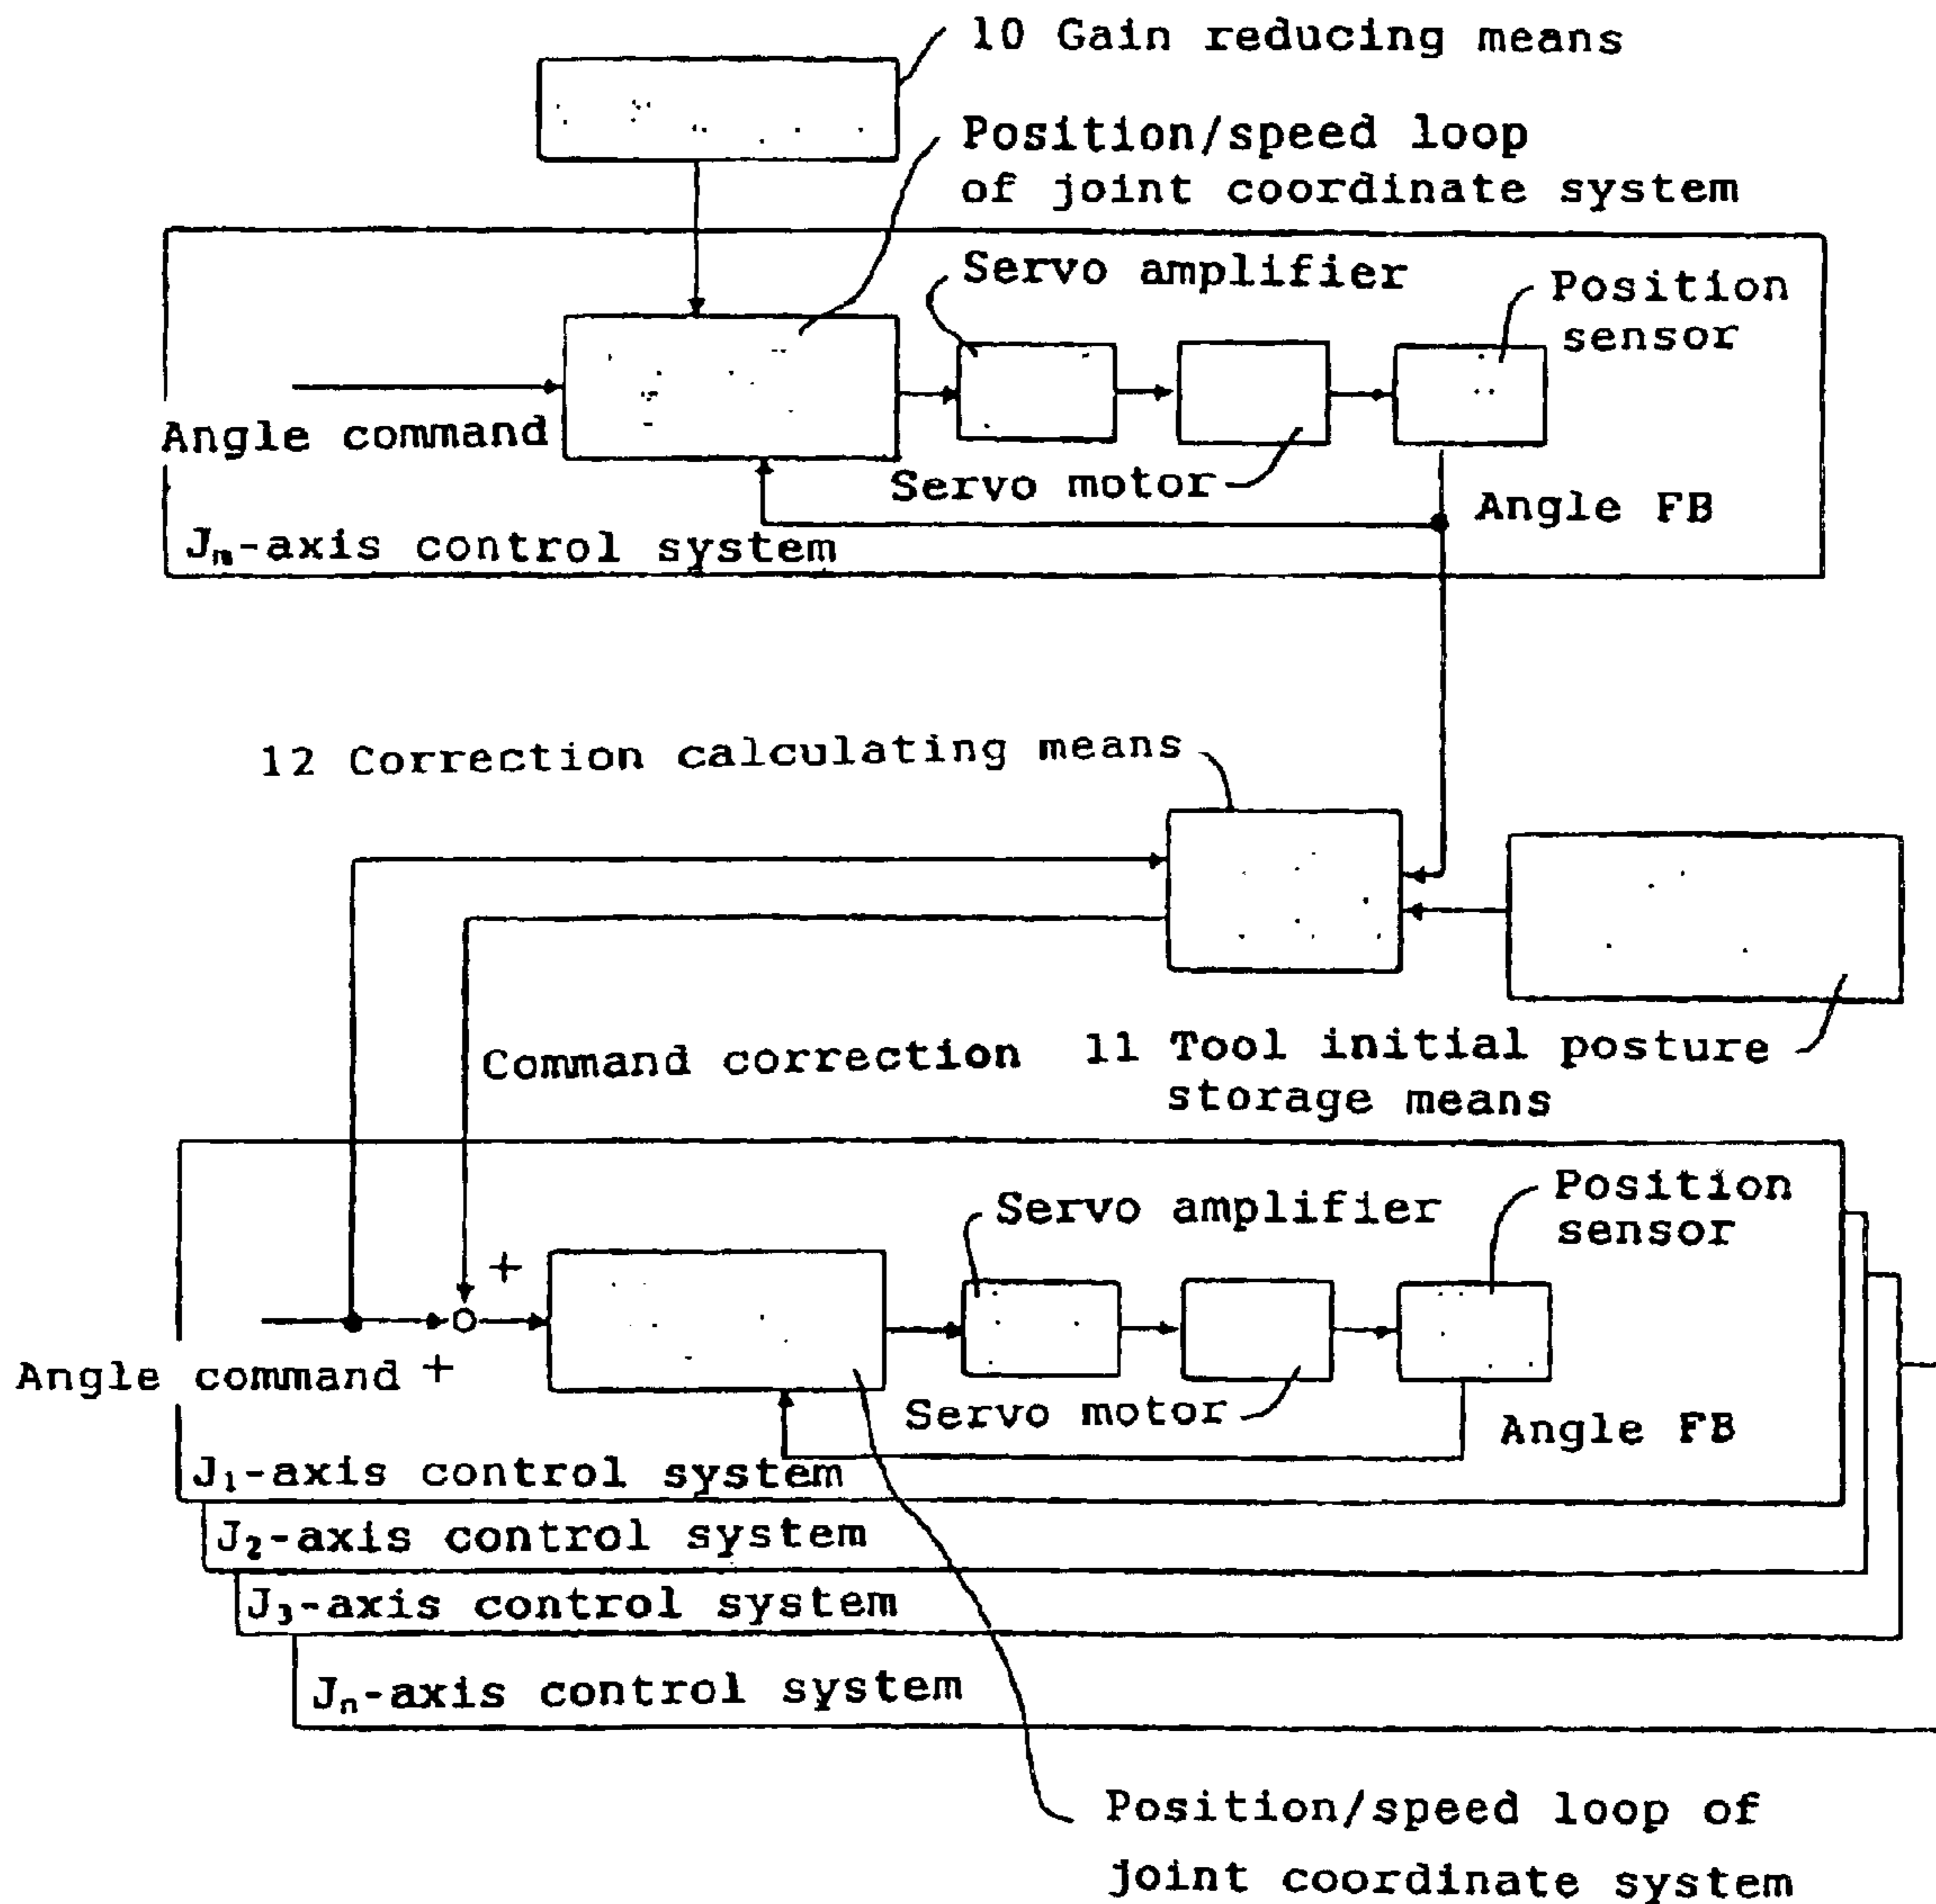 10 Gain reducing means
Position/speed loop
of joint coordinate system
Servo amplifier
Position
sensor
Angle command
Servo motor
Angle FB
Jm-axis control system
12 Correction calculating means
Command correction
11 Tool initial posture
storage means
Servo amplifier
Position
sensor
+
Angle command +
Servo motor
Angle FB
J1-axis control system
J2-axis control system
J3-axis control system
Jn-axis control system
Position/speed loop of
joint coordinate system